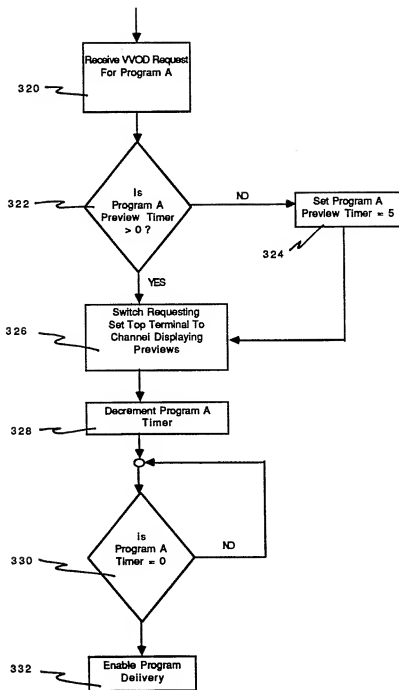 Receive VVOD Request
For Program A
320
Is
Program A
Preview Timer
> 0 ?
322
NO
Set Program A
Preview Timer = 5
324
YES
Switch Requesting
Set Top Terminal To
Channel Displaying
Previews
326
Decrement Program A
Timer
328
Is
Program A
Timer = 0
330
NO
Enable Program
Delivery
332